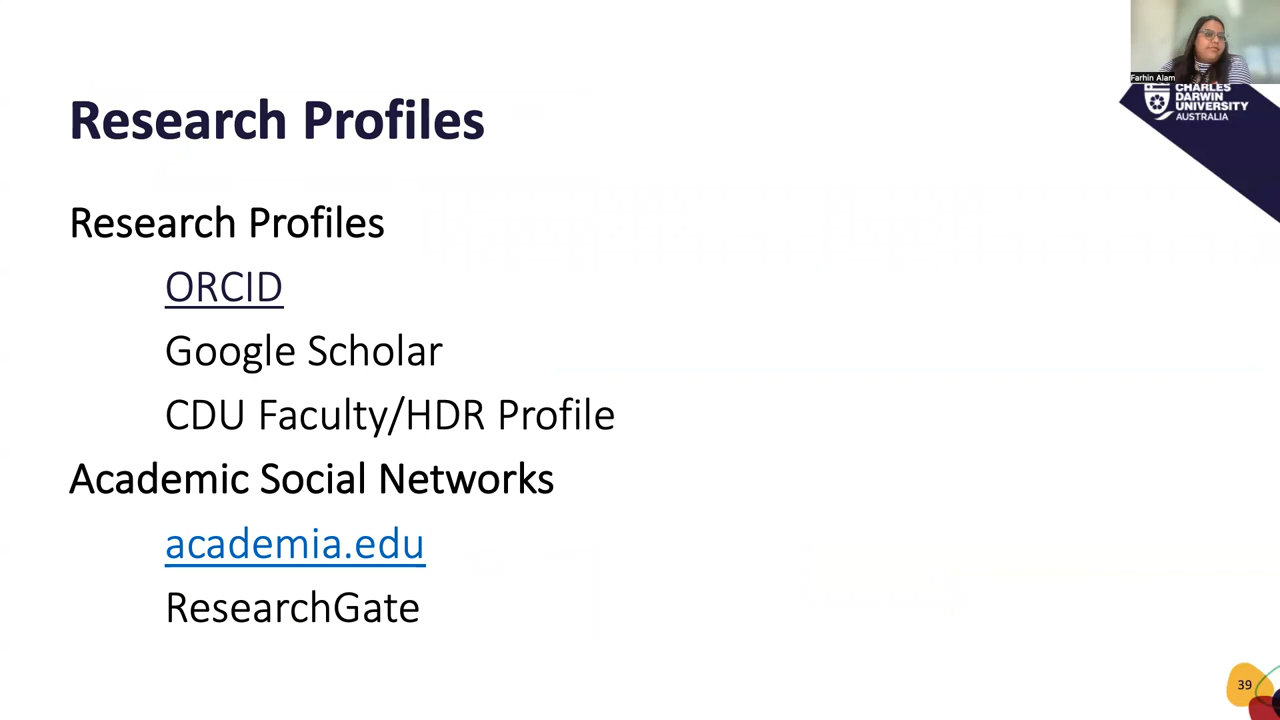 Farhin Alam
CHARLES
DARWIN
UNIVERSITY
AUSTRALIA
Research Profiles
Research Profiles
ORCID
Google Scholar
CDU Faculty/HDR Profile
Academic Social Networks
academia.edu
ResearchGate
39